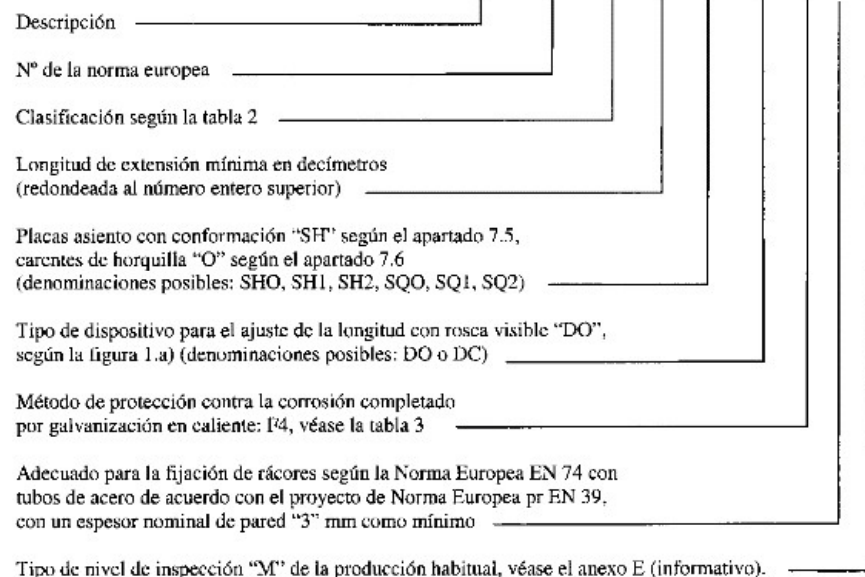 Descripción
Nº de la norma europea
Clasificación según la tabla 2
Longitud de extensión mínima en decímetros
(redondeada al número entero superior)
Placas asiento con conformación “SH” según el apartado 7.5,
carentes de horquilla “O” según el apartado 7.6
(denominaciones posibles: SHO, SH1, SH2, SQO, SQ1, SQ2)
Tipo de dispositivo para el ajuste de la longitud con rosca visible “DO”,
según la figura 1.a) (denominaciones posibles: DO o DC)
Método de protección contra la corrosión completado
por galvanización en caliente: F4, véase la tabla 3
Adecuado para la fijación de rácores según la Norma Europea EN 74 con
tubos de acero de acuerdo con el proyecto de Norma Europea pr EN 39,
con un espesor nominal de pared “3” mm como mínimo
Tipo de nivel de inspección “M” de la producción habitual, véase el anexo E (informativo).